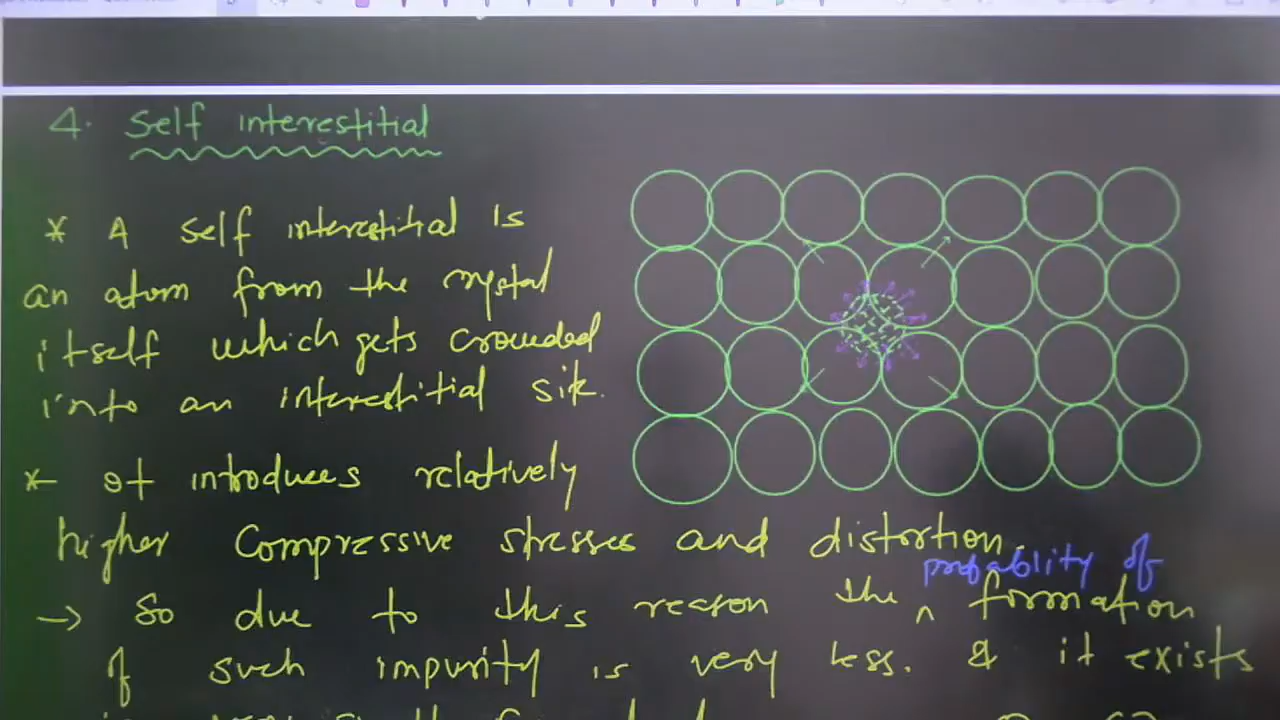 4. Self interestitial
* A self interestitial is
an atom from the crystal
itself which gets crowded
into an interestitial site.
* It introduces relatively
higher compressive stresses and distortion.
probablity of
→ So due to this reason the ^ formation
of such impurity is very less. & it exists